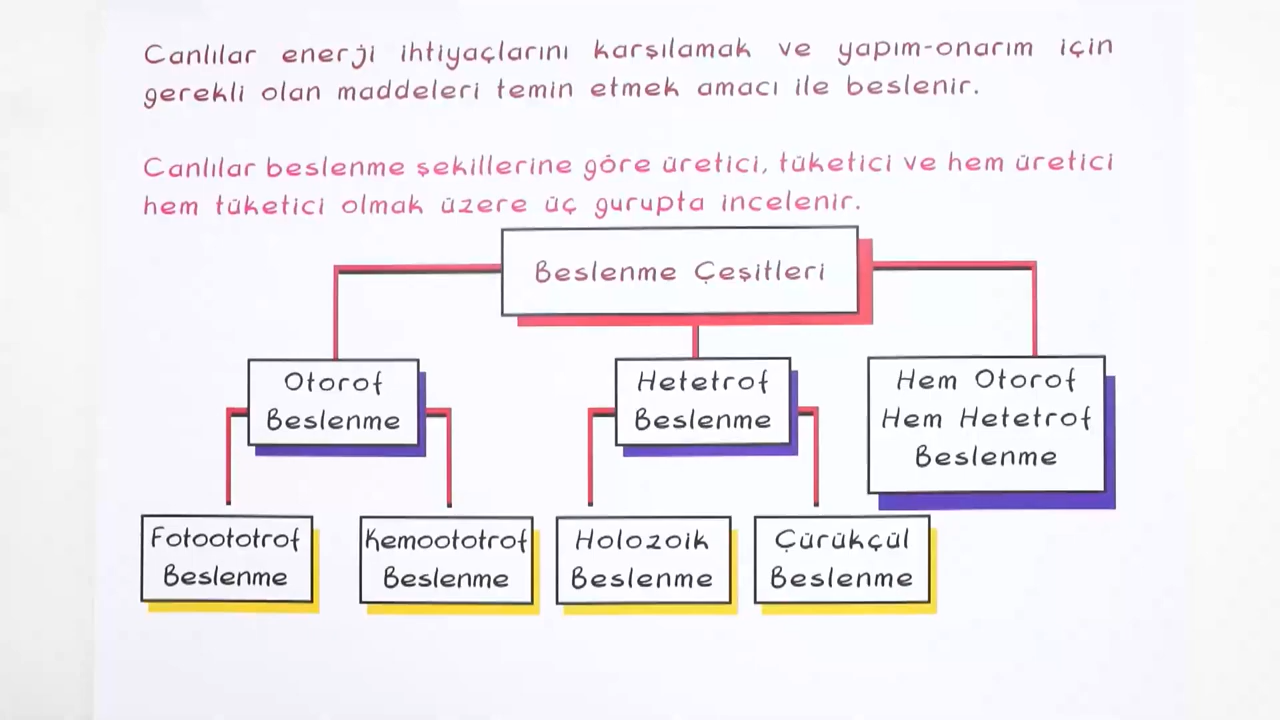 Canlılar enerji ihtiyaçlarını karşılamak ve yapım-onarım için
gerekli olan maddeleri temin etmek amacı ile beslenir.
Canlılar beslenme şekillerine göre üretici, tüketici ve hem üretici
hem tüketici olmak üzere üç gurupta incelenir.
Beslenme Çeşitleri
Otorof
Beslenme
Hetetrof
Beslenme
Hem Otorof
Hem Hetetrof
Beslenme
Fotoototrof
Beslenme
Kemoototrof
Beslenme
Holozoik
Beslenme
Çürükçül
Beslenme